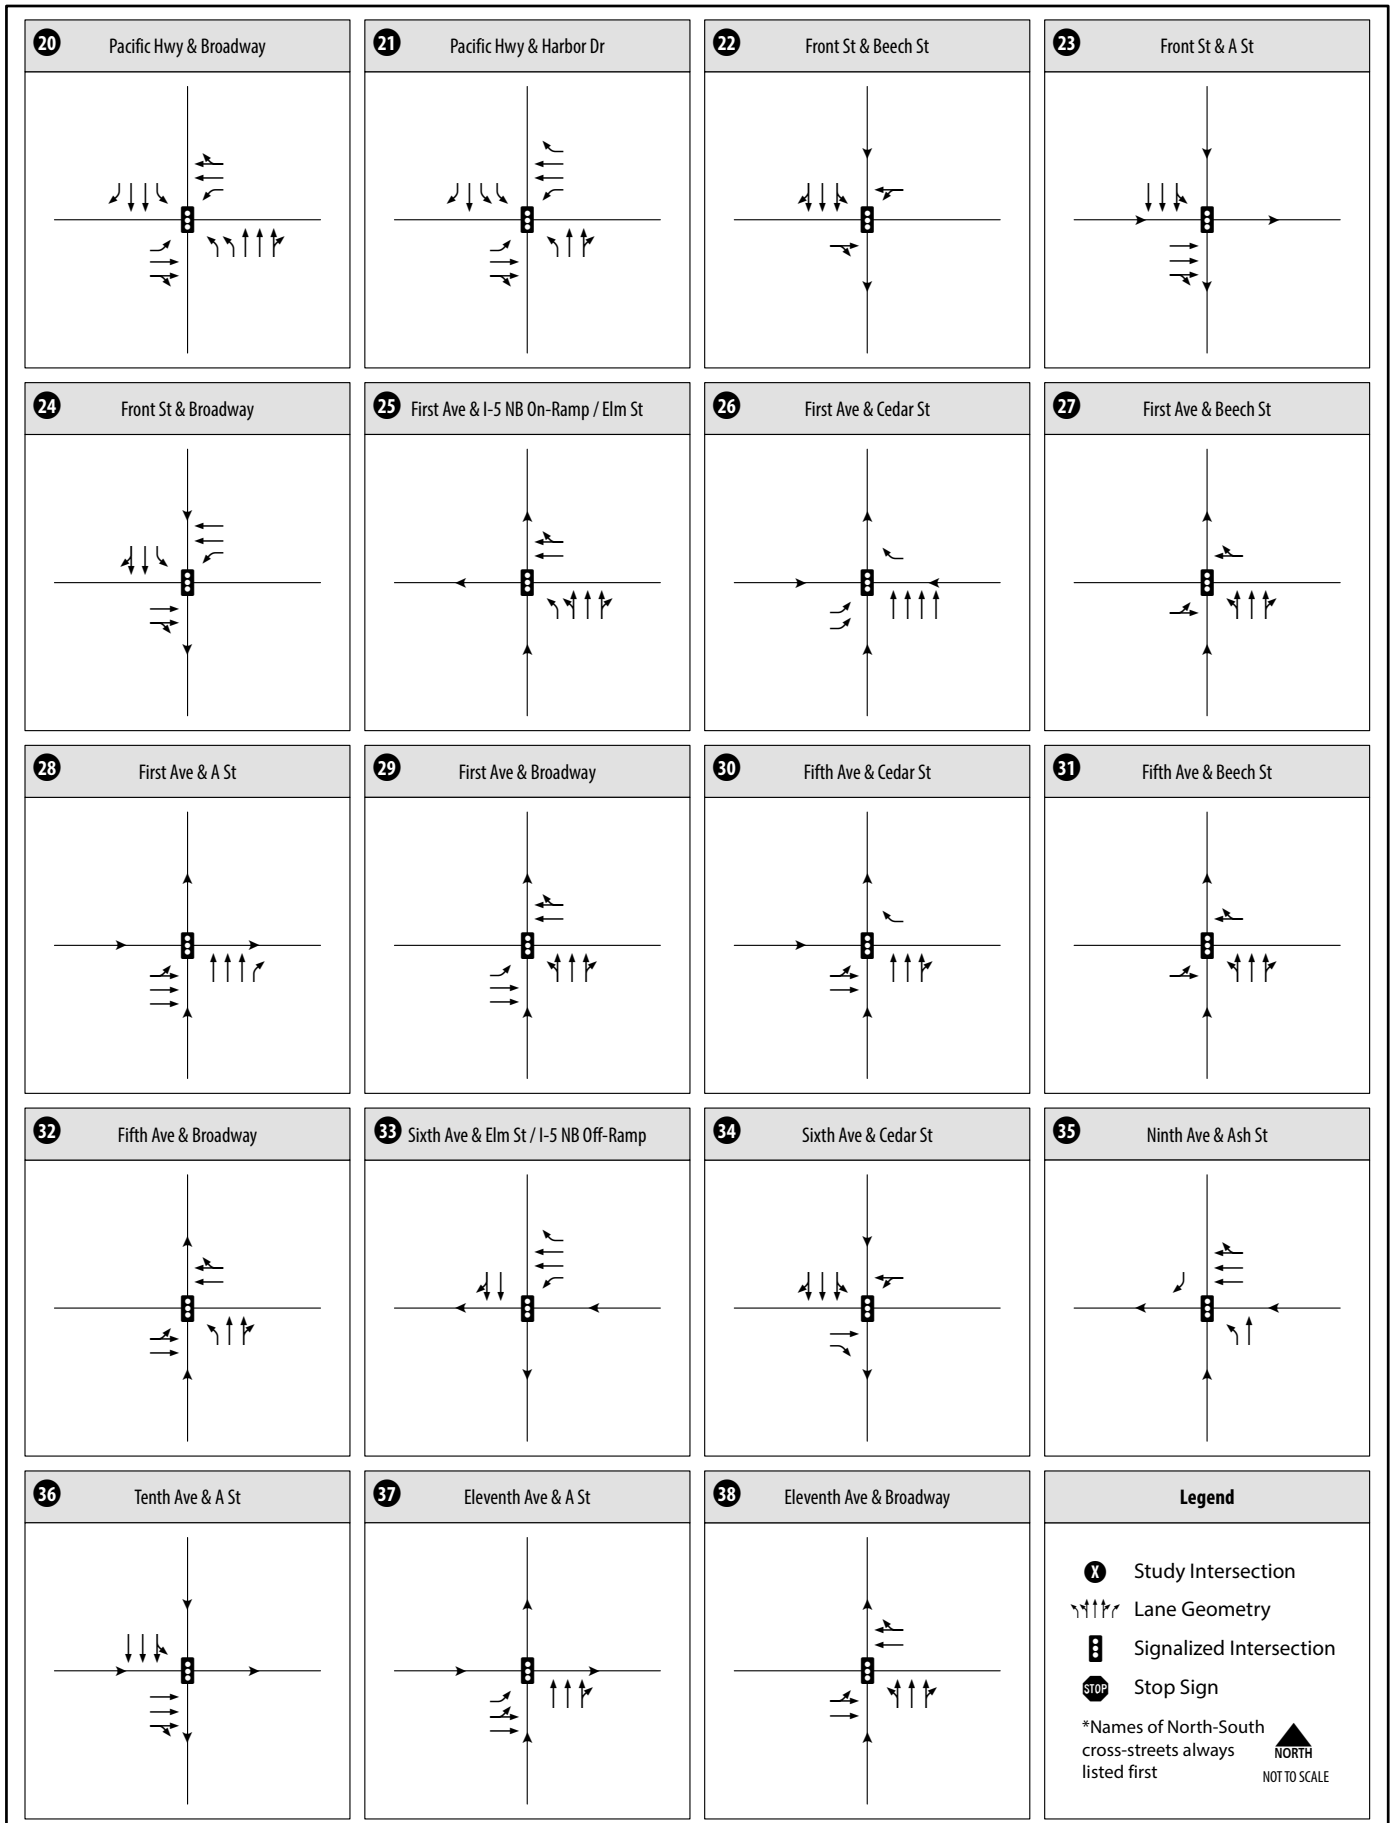 20 Pacific Hwy & Broadway
21 Pacific Hwy & Harbor Dr
22 Front St & Beech St
23 Front St & A St
24 Front St & Broadway
25 First Ave & I-5 NB On-Ramp / Elm St
26 First Ave & Cedar St
27 First Ave & Beech St
28 First Ave & A St
29 First Ave & Broadway
30 Fifth Ave & Cedar St
31 Fifth Ave & Beech St
32 Fifth Ave & Broadway
33 Sixth Ave & Elm St / I-5 NB Off-Ramp
34 Sixth Ave & Cedar St
35 Ninth Ave & Ash St
36 Tenth Ave & A St
37 Eleventh Ave & A St
38 Eleventh Ave & Broadway
Legend
X Study Intersection
Lane Geometry
Signalized Intersection
STOP Stop Sign
*Names of North-South
cross-streets always
listed first
NORTH
NOT TO SCALE